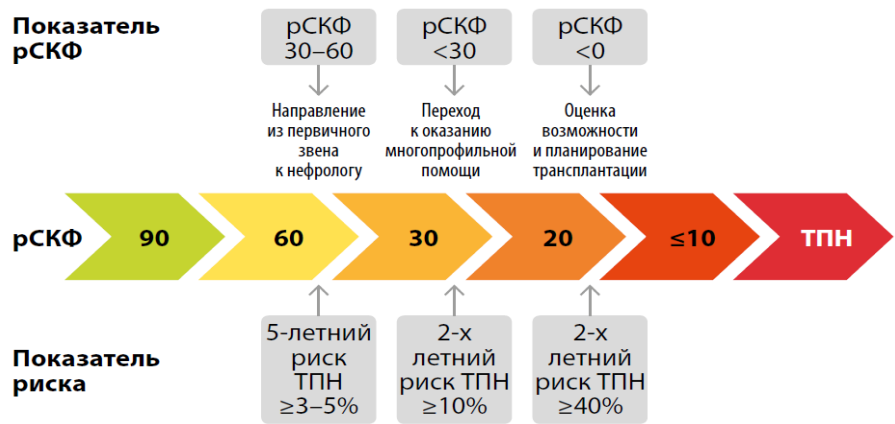 Показатель
рСКФ
рСКФ
30–60
рСКФ
<30
рСКФ
<0
Направление
из первичного
звена
к нефрологу
Переход
к оказанию
многопрофильной
помощи
Оценка
возможности
и планирование
трансплантации
рСКФ
90
60
30
20
≤10
ТПН
Показатель
риска
5-летний
риск
ТПН
≥3–5%
2-х
летний
риск ТПН
≥10%
2-х
летний
риск ТПН
≥40%